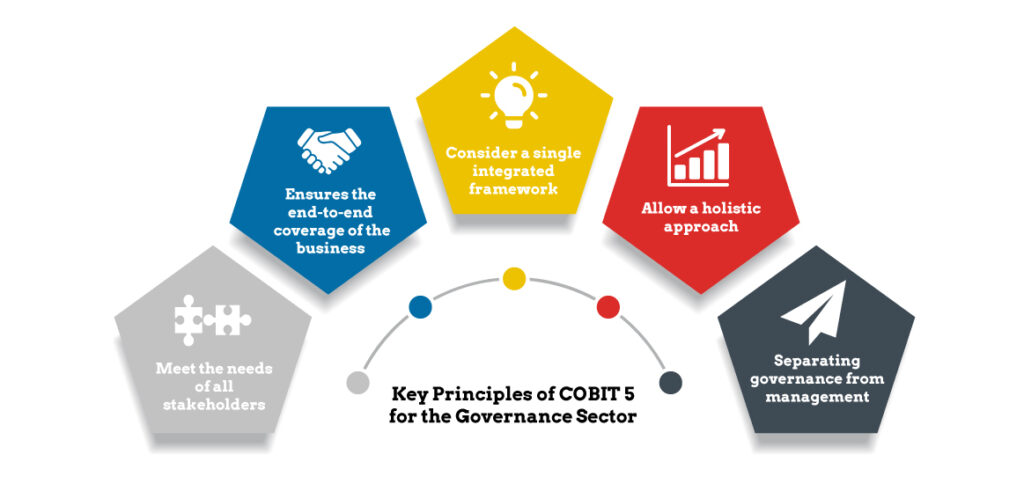 Meet the needs
of all
stakeholders
Ensures the
end-to-end
coverage of the
business
Consider a single
integrated
framework
Allow a holistic
approach
Separating
governance from
management
Key Principles of COBIT 5
for the Governance Sector